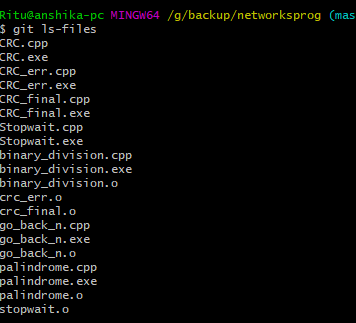 Ritu@anshika-pc MINGW64 /g/backup/networksprog (mas
$ git ls-files
CRC.cpp
CRC.exe
CRC_err.cpp
CRC_err.exe
CRC_final.cpp
CRC_final.exe
Stopwait.cpp
Stopwait.exe
binary_division.cpp
binary_division.exe
binary_division.o
crc_err.o
crc_final.o
go_back_n.cpp
go_back_n.exe
go_back_n.o
palindrome.cpp
palindrome.exe
palindrome.o
stopwait.o